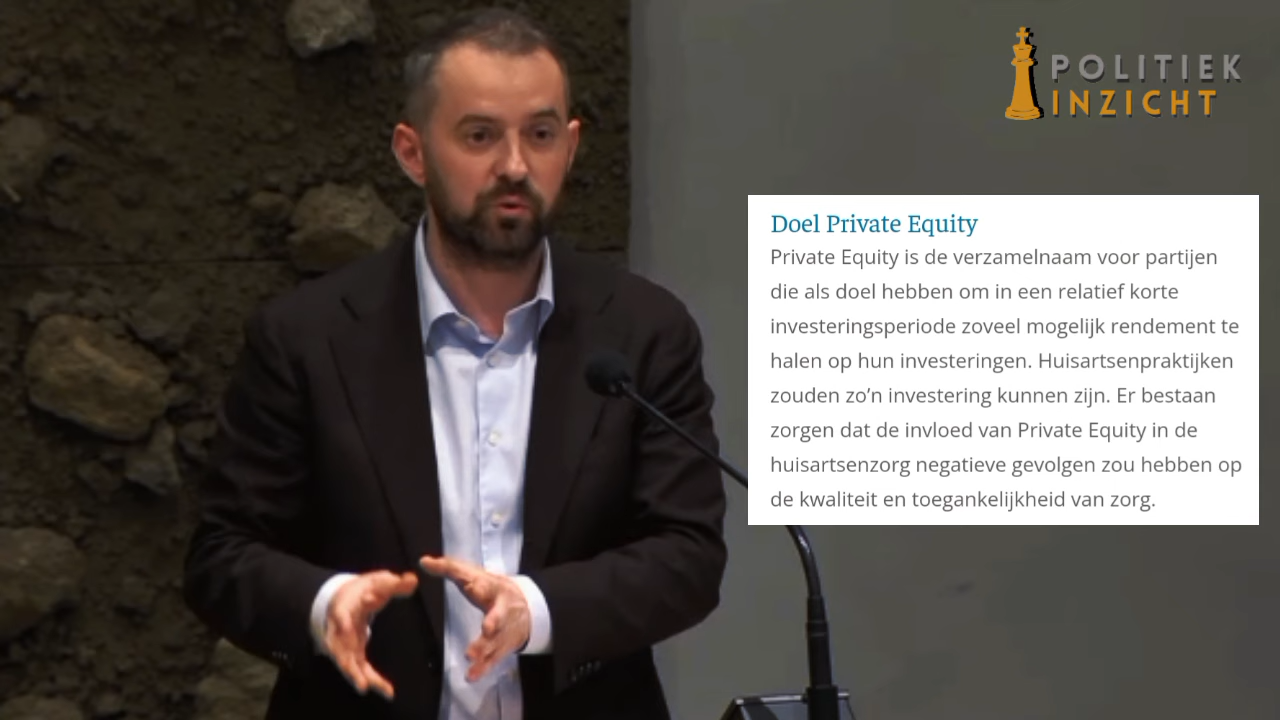 POLITIEK
INZICHT
Doel Private Equity
Private Equity is de verzamelnaam voor partijen
die als doel hebben om in een relatief korte
investeringsperiode zoveel mogelijk rendement te
halen op hun investeringen. Huisartsenpraktijken
zouden zo’n investering kunnen zijn. Er bestaan
zorgen dat de invloed van Private Equity in de
huisartsenzorg negatieve gevolgen zou hebben op
de kwaliteit en toegankelijkheid van zorg.